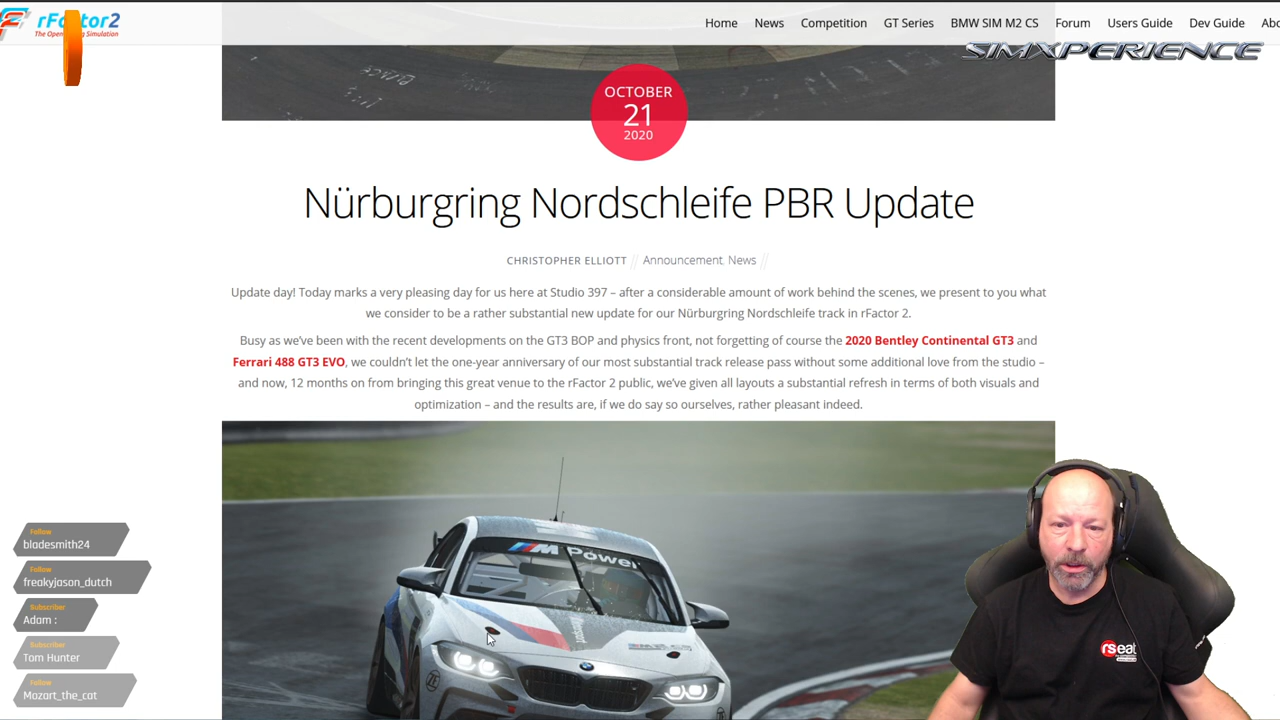 rFactor2
Home News Competition GT Series BMW SIM M2 CS Forum Users Guide Dev Guide Abo
SIMXPERIENCE
OCTOBER
21
2020
Nürburgring Nordschleife PBR Update
CHRISTOPHER ELLIOTT // Announcement, News //
Update day! Today marks a very pleasing day for us here at Studio 397 – after a considerable amount of work behind the scenes, we present to you what
we consider to be a rather substantial new update for our Nürburgring Nordschleife track in rFactor 2.
Busy as we've been with the recent developments on the GT3 BOP and physics front, not forgetting of course the 2020 Bentley Continental GT3 and
Ferrari 488 GT3 EVO, we couldn't let the one-year anniversary of our most substantial track release pass without some additional love from the studio –
and now, 12 months on from bringing this great venue to the rFactor 2 public, we've given all layouts a substantial refresh in terms of both visuals and
optimization – and the results are, if we do say so ourselves, rather pleasant indeed.
M Power
Follow
bladesmith24
Follow
freakyjason_dutch
Subscriber
Adam :
Subscriber
Tom Hunter
Follow
Mozart_the_cat
rseat